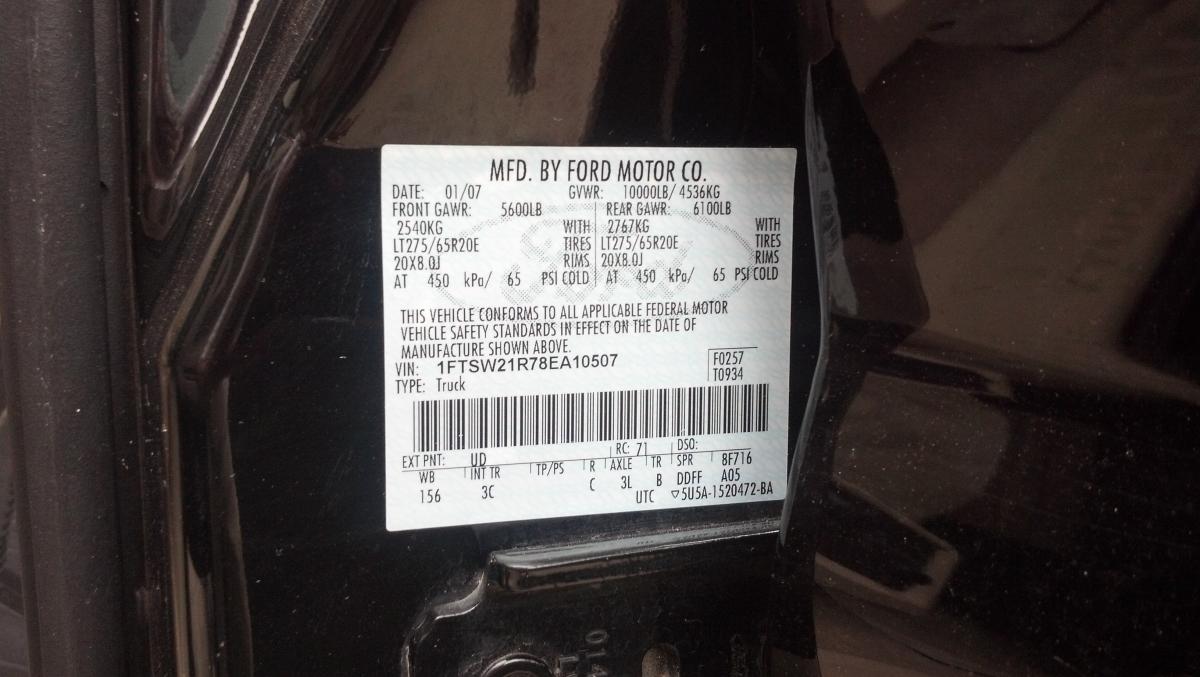 MFD. BY FORD MOTOR CO.
DATE: 01/07 GVWR: 10000LB/ 4536KG
FRONT GAWR: 5600LB REAR GAWR: 6100LB
2540KG WITH 2767KG WITH
LT275/65R20E TIRES LT275/65R20E TIRES
20X8.0J RIMS 20X8.0J RIMS
AT 450 kPa/ 65 PSI COLD AT 450 kPa/ 65 PSI COLD
THIS VEHICLE CONFORMS TO ALL APPLICABLE FEDERAL MOTOR
VEHICLE SAFETY STANDARDS IN EFFECT ON THE DATE OF
MANUFACTURE SHOWN ABOVE.
VIN: 1FTSW21R78EA10507 F0257
TYPE: Truck T0934
EXT PNT: UD RC: 71 DSO:
WB INT TR TP/PS R AXLE TR SPR 8F716
156 3C C 3L B DDFF A05
UTC ▽5U5A-1520472-BA